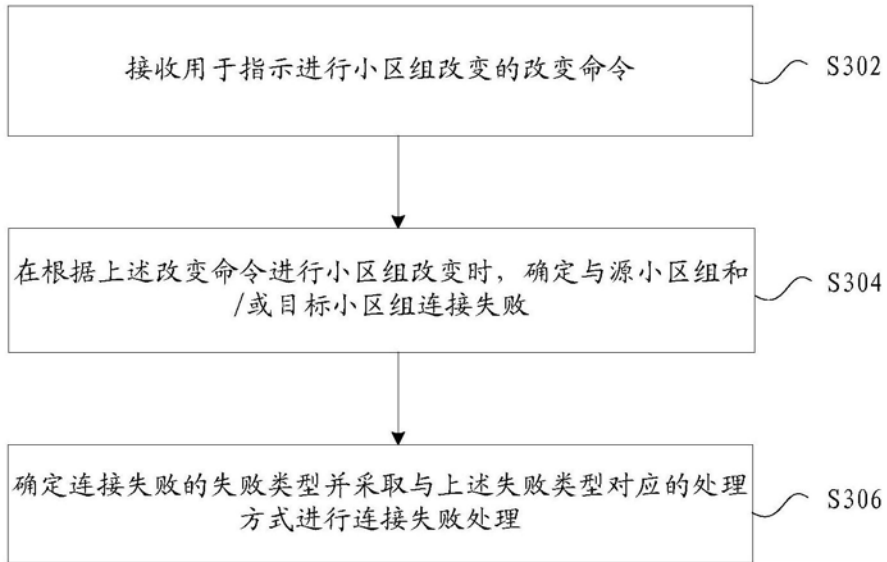 接收用于指示进行小区组改变的改变命令
S302
在根据上述改变命令进行小区组改变时，确定与源小区组和
/或目标小区组连接失败
S304
确定连接失败的失败类型并采取与上述失败类型对应的处理
方式进行连接失败处理
S306